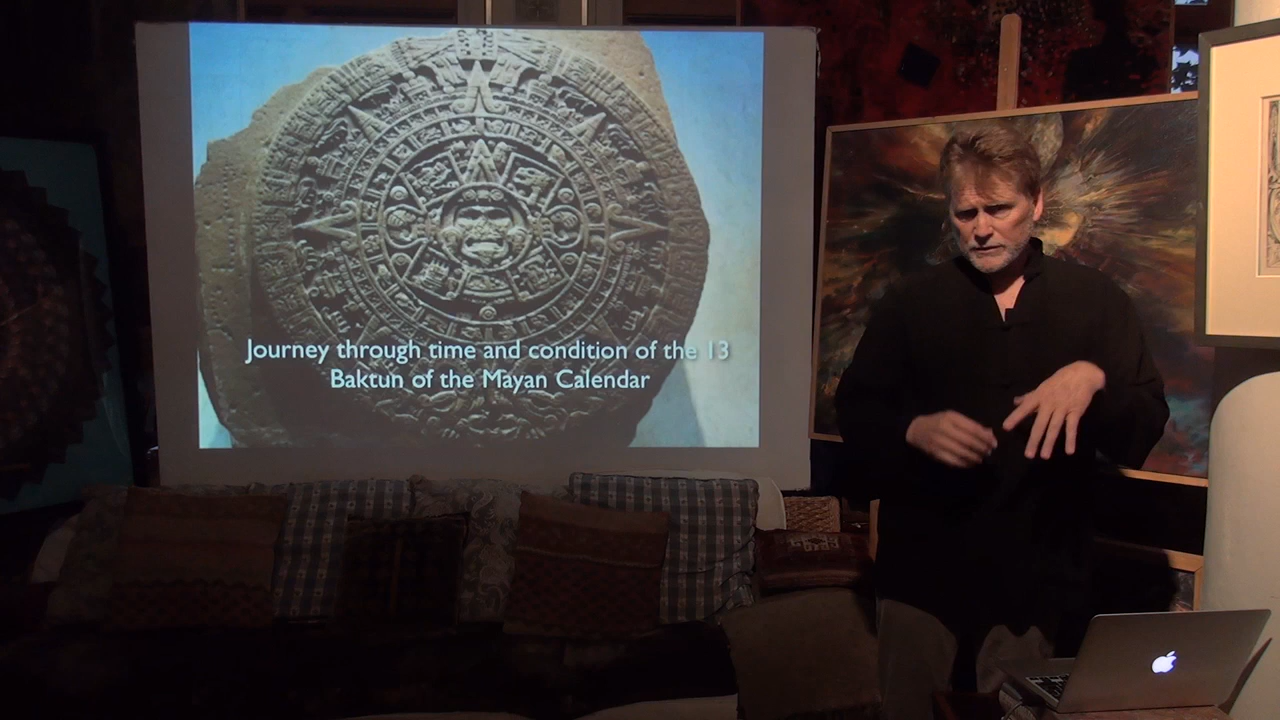 Journey through time and condition of the 13
Baktun of the Mayan Calendar